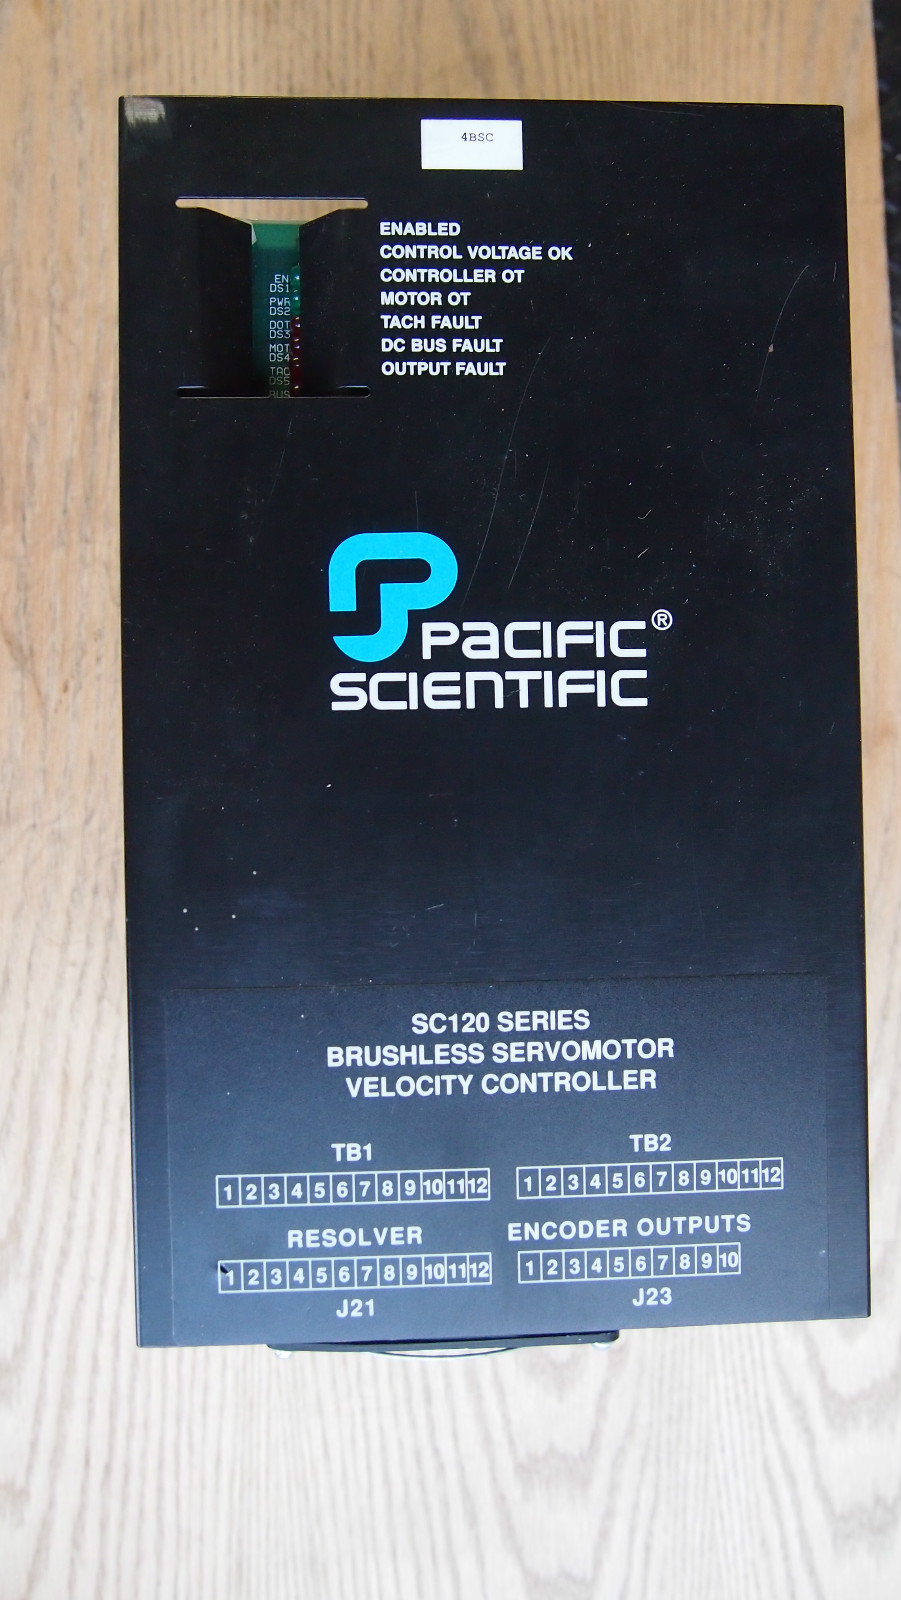 4BSC
ENABLED
CONTROL VOLTAGE OK
CONTROLLER OT
MOTOR OT
TACH FAULT
DC BUS FAULT
OUTPUT FAULT
EN
DS1
PWR
DS2
DOT
DS3
MOT
DS4
TAC
DS5
BUS
PACIFIC®
SCIENTIFIC
SC120 SERIES
BRUSHLESS SERVOMOTOR
VELOCITY CONTROLLER
TB1
1 2 3 4 5 6 7 8 9 10 11 12
TB2
1 2 3 4 5 6 7 8 9 10 11 12
RESOLVER
1 2 3 4 5 6 7 8 9 10 11 12
J21
ENCODER OUTPUTS
1 2 3 4 5 6 7 8 9 10
J23